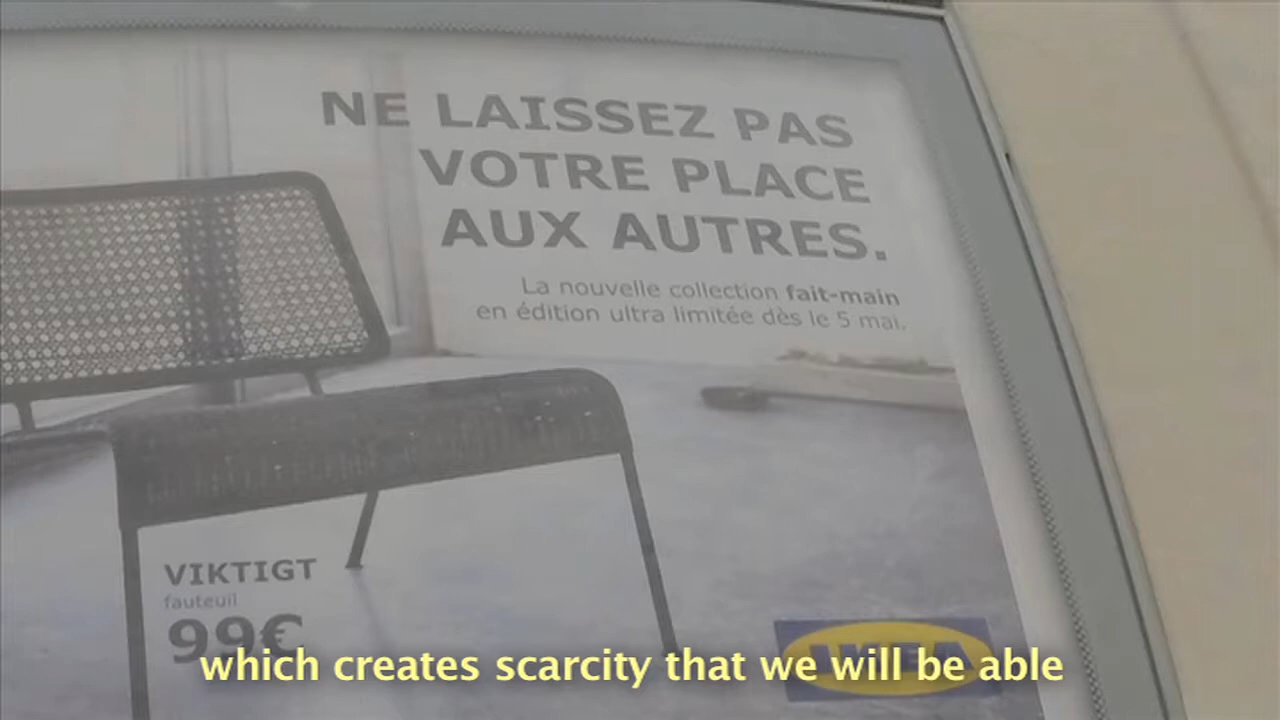 NE LAISSEZ PAS
VOTRE PLACE
AUX AUTRES.
La nouvelle collection fait-main
en édition ultra limitée dès le 5 mai.
VIKTIGT
fauteuil
99€
IKEA
which creates scarcity that we will be able